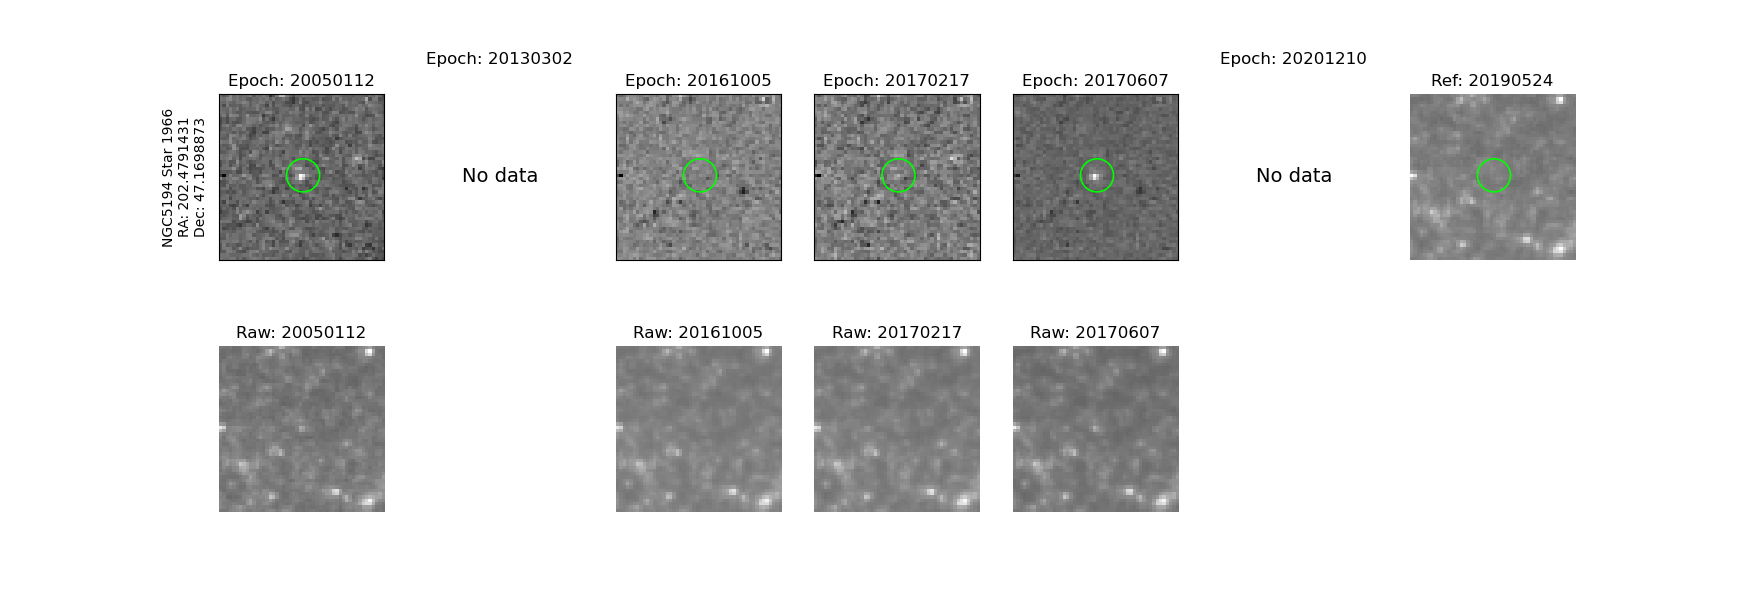 Epoch: 20130302
Epoch: 20201210
Epoch: 20050112
Epoch: 20161005
Epoch: 20170217
Epoch: 20170607
Ref: 20190524
NGC5194 Star 1966
RA: 202.4791431
Dec: 47.1698873
No data
No data
Raw: 20050112
Raw: 20161005
Raw: 20170217
Raw: 20170607